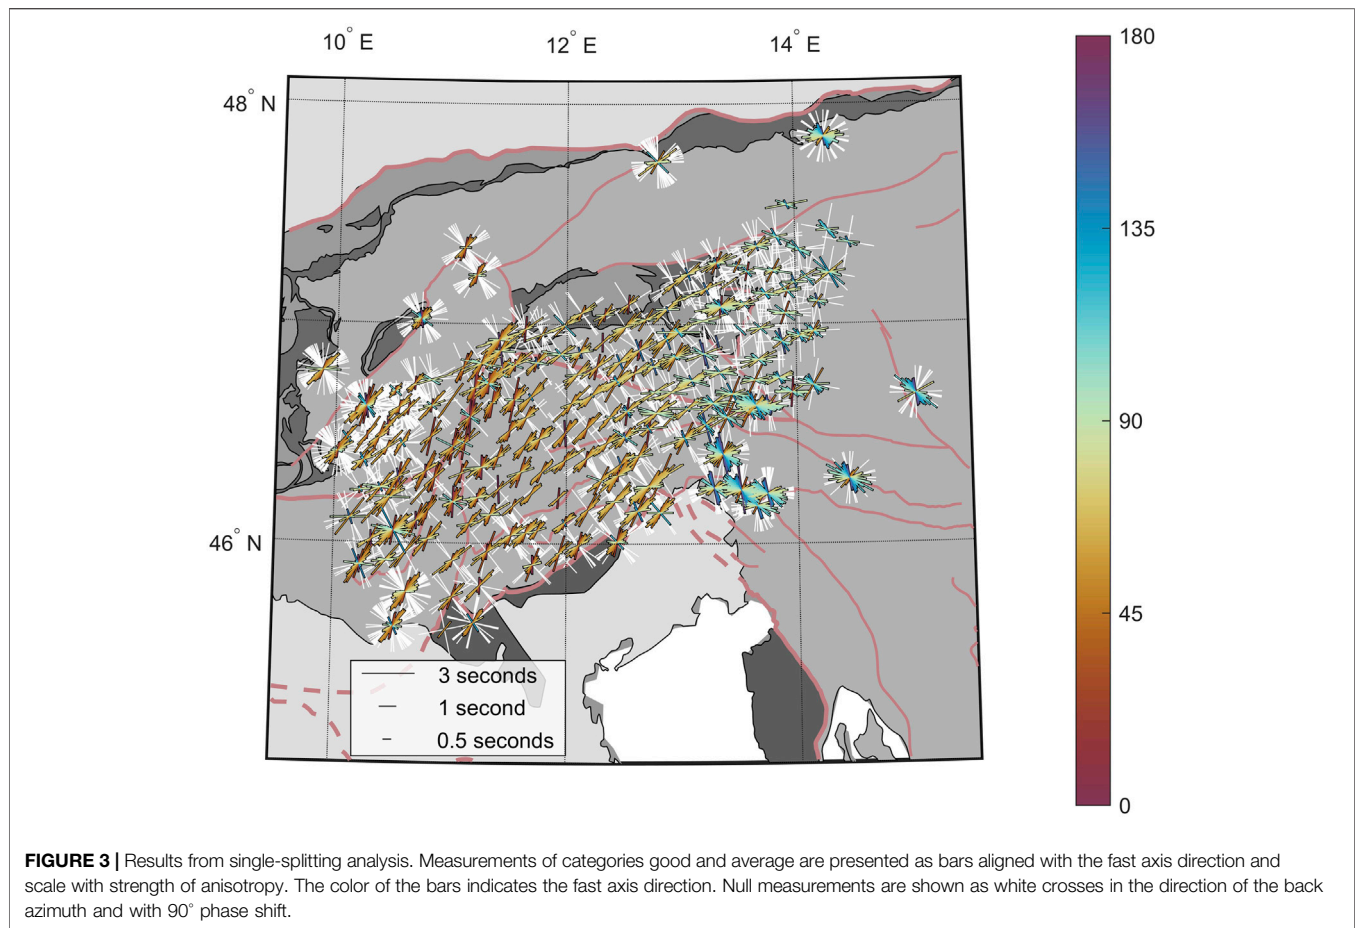 10° E 12° E 14° E
48° N
46° N
3 seconds
1 second
0.5 seconds
180
135
90
45
0
FIGURE 3 | Results from single-splitting analysis. Measurements of categories good and average are presented as bars aligned with the fast axis direction and
scale with strength of anisotropy. The color of the bars indicates the fast axis direction. Null measurements are shown as white crosses in the direction of the back
azimuth and with 90° phase shift.